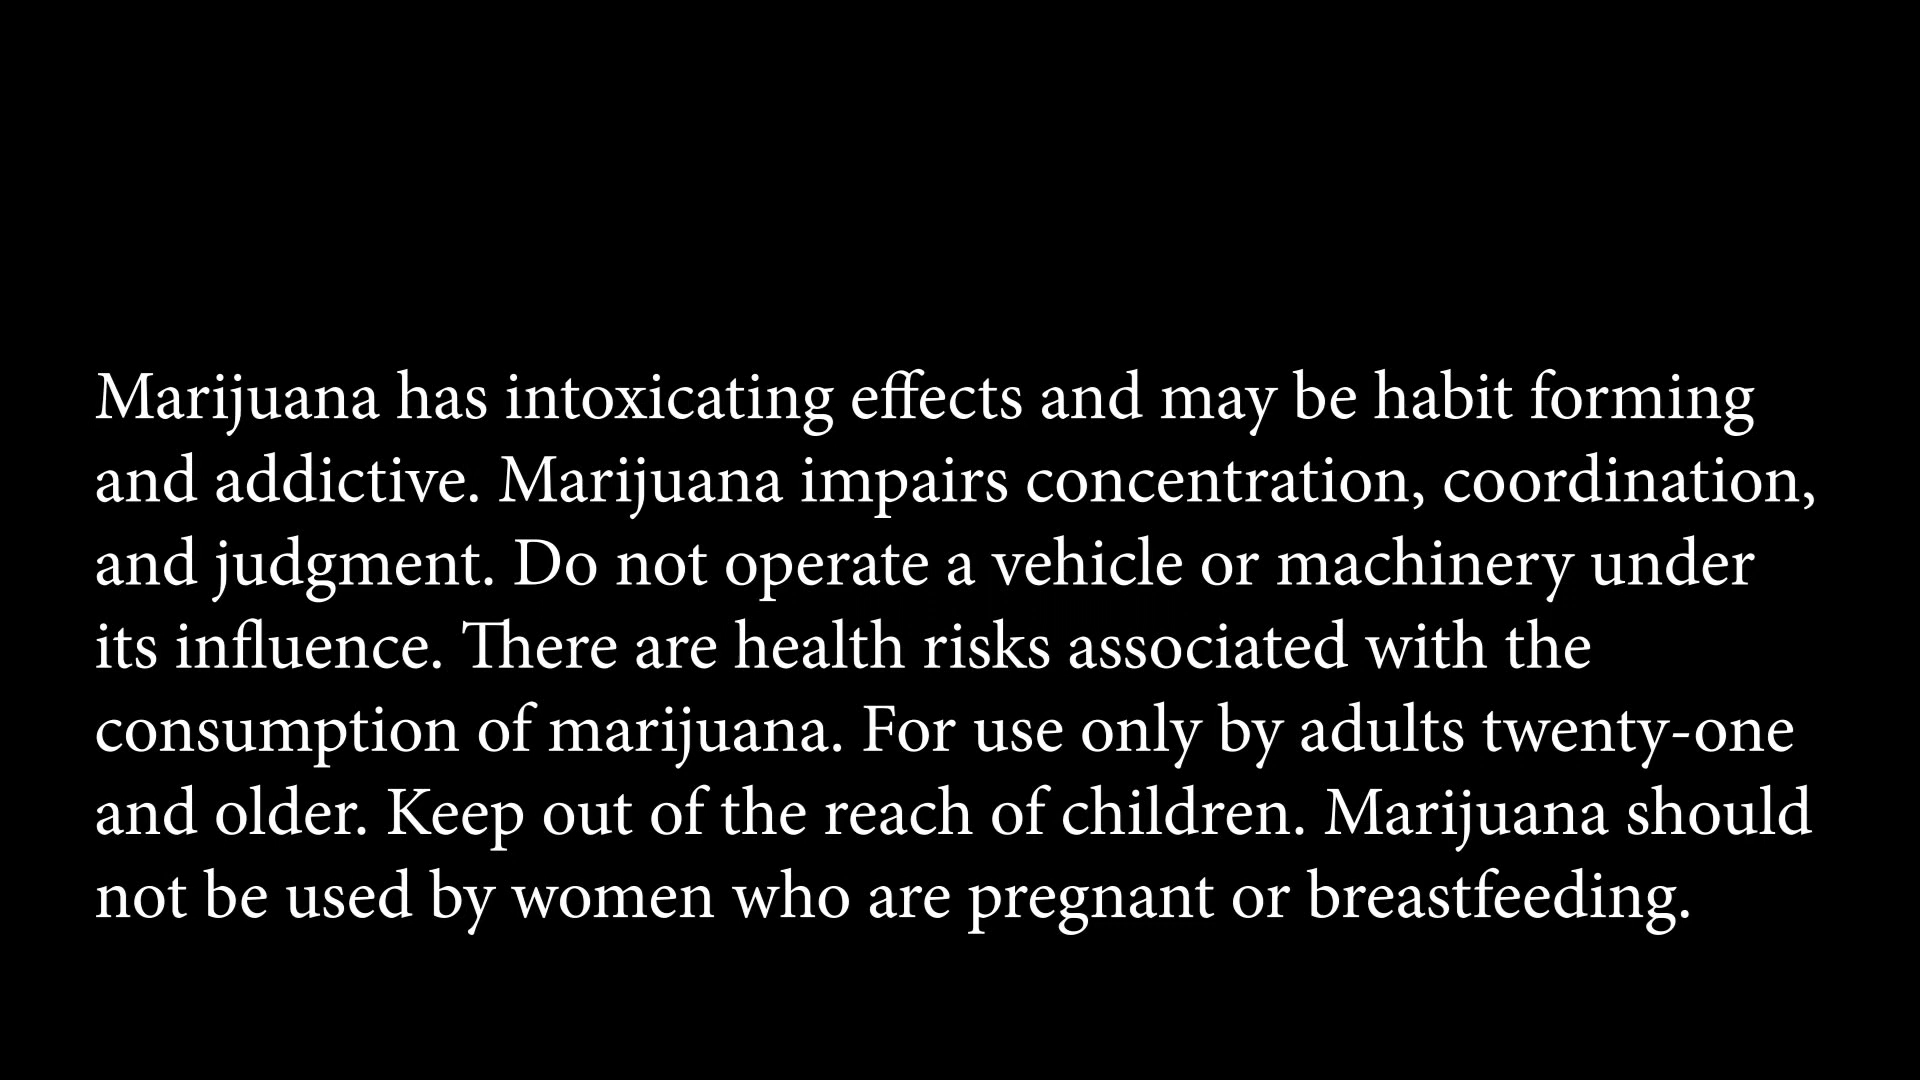 Marijuana has intoxicating effects and may be habit forming
and addictive. Marijuana impairs concentration, coordination,
and judgment. Do not operate a vehicle or machinery under
its influence. There are health risks associated with the
consumption of marijuana. For use only by adults twenty-one
and older. Keep out of the reach of children. Marijuana should
not be used by women who are pregnant or breastfeeding.